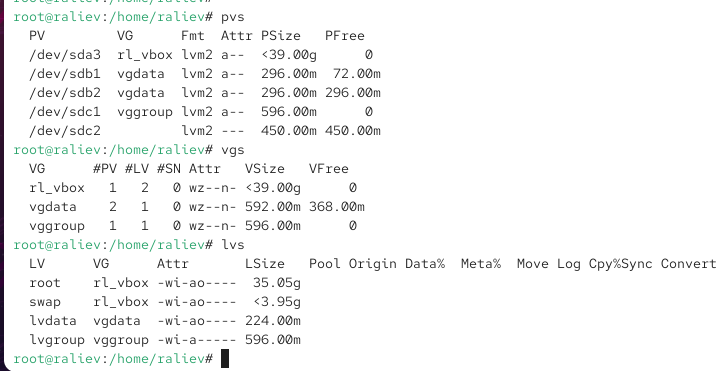 root@raliev:/home/raliev# pvs
  PV         VG       Fmt  Attr PSize   PFree
  /dev/sda3  rl_vbox  lvm2 a--  <39.00g      0
  /dev/sdb1  vgdata   lvm2 a--  296.00m  72.00m
  /dev/sdb2  vgdata   lvm2 a--  296.00m 296.00m
  /dev/sdc1  vggroup  lvm2 a--  596.00m      0
  /dev/sdc2           lvm2 ---  450.00m 450.00m
root@raliev:/home/raliev# vgs
  VG      #PV #LV #SN Attr   VSize   VFree
  rl_vbox   1   2   0 wz--n- <39.00g      0
  vgdata    2   1   0 wz--n- 592.00m 368.00m
  vggroup   1   1   0 wz--n- 596.00m      0
root@raliev:/home/raliev# lvs
  LV      VG      Attr       LSize   Pool Origin Data%  Meta%  Move Log Cpy%Sync Convert
  root    rl_vbox -wi-ao----  35.05g
  swap    rl_vbox -wi-ao----  <3.95g
  lvdata  vgdata  -wi-ao---- 224.00m
  lvgroup vggroup -wi-a----- 596.00m
root@raliev:/home/raliev#